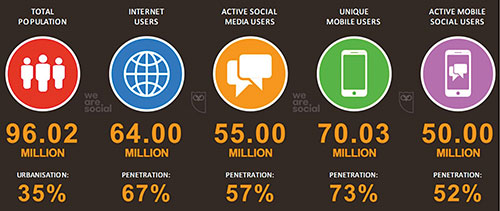 TOTAL POPULATION
INTERNET USERS
ACTIVE SOCIAL MEDIA USERS
UNIQUE MOBILE USERS
ACTIVE MOBILE SOCIAL USERS
we are social
we are social
96.02 MILLION
64.00 MILLION
55.00 MILLION
70.03 MILLION
50.00 MILLION
URBANISATION: 35%
PENETRATION: 67%
PENETRATION: 57%
PENETRATION: 73%
PENETRATION: 52%